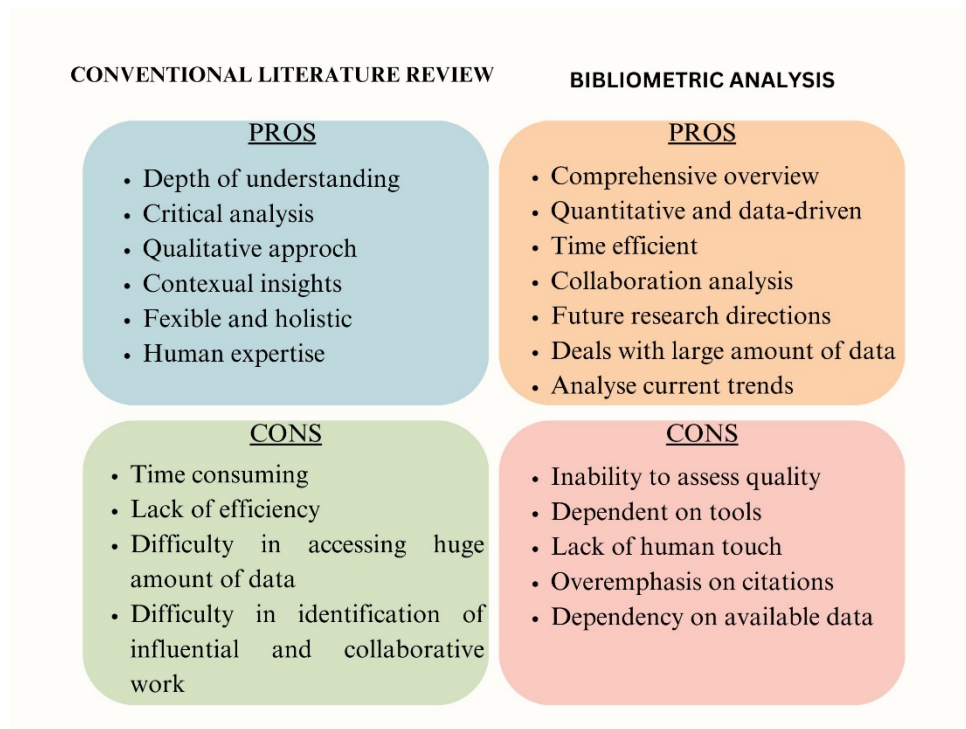 CONVENTIONAL LITERATURE REVIEW
PROS
• Depth of understanding
• Critical analysis
• Qualitative approch
• Contexual insights
• Fexible and holistic
• Human expertise
CONS
• Time consuming
• Lack of efficiency
• Difficulty in accessing huge
amount of data
• Difficulty in identification of
influential and collaborative
work
BIBLIOMETRIC ANALYSIS
PROS
• Comprehensive overview
• Quantitative and data-driven
• Time efficient
• Collaboration analysis
• Future research directions
• Deals with large amount of data
• Analyse current trends
CONS
• Inability to assess quality
• Dependent on tools
• Lack of human touch
• Overemphasis on citations
• Dependency on available data